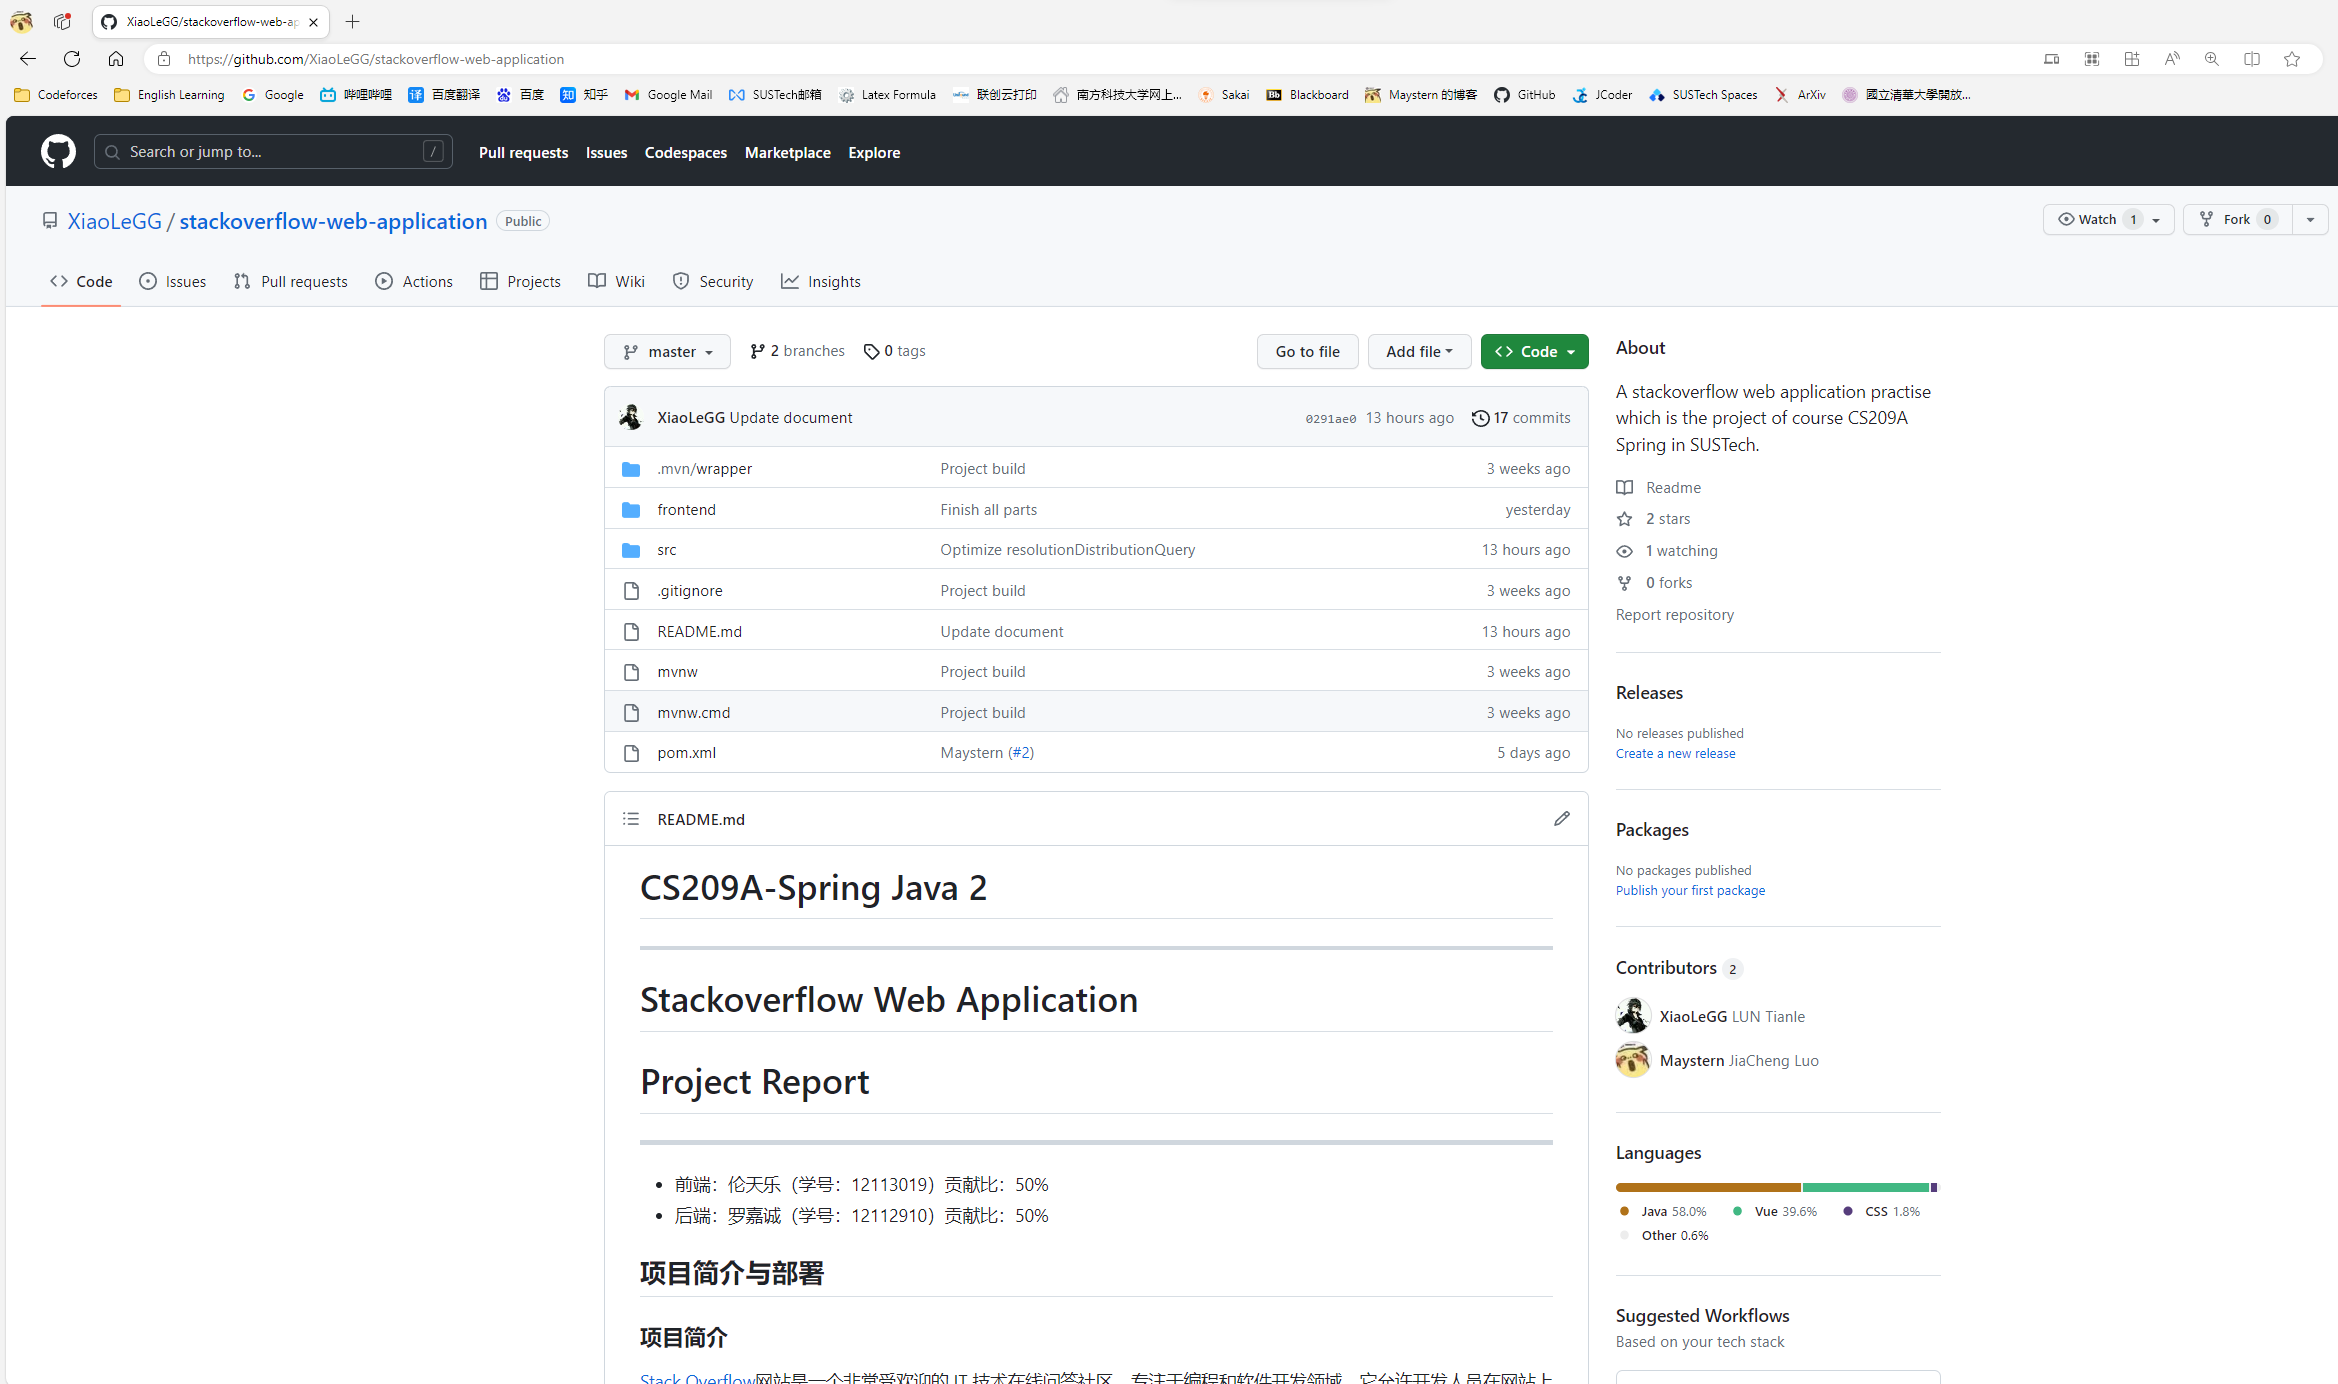 XiaoLeGG/stackoverflow-web-ap
https://github.com/XiaoLeGG/stackoverflow-web-application
Codeforces English Learning Google 哔哩哔哩 百度翻译 百度 知乎 Google Mail SUSTech邮箱 Latex Formula 联创云打印 南方科技大学网上... Sakai Blackboard Maystern 的博客 GitHub JCoder SUSTech Spaces ArXiv 國立清華大學開放...
Search or jump to... / Pull requests Issues Codespaces Marketplace Explore
XiaoLeGG / stackoverflow-web-application Public Watch 1 Fork 0
Code Issues Pull requests Actions Projects Wiki Security Insights
master 2 branches 0 tags Go to file Add file Code
XiaoLeGG Update document 0291ae0 13 hours ago 17 commits
.mvn/wrapper Project build 3 weeks ago
frontend Finish all parts yesterday
src Optimize resolutionDistributionQuery 13 hours ago
.gitignore Project build 3 weeks ago
README.md Update document 13 hours ago
mvnw Project build 3 weeks ago
mvnw.cmd Project build 3 weeks ago
pom.xml Maystern (#2) 5 days ago
README.md
CS209A-Spring Java 2
Stackoverflow Web Application
Project Report
前端：伦天乐（学号：12113019）贡献比：50%
后端：罗嘉诚（学号：12112910）贡献比：50%
项目简介与部署
项目简介
Stack Overflow网站是一个非常受欢迎的 IT 技术在线问答社区，专注于编程和软件开发领域。它允许开发人员在网站上
About
A stackoverflow web application practise
which is the project of course CS209A
Spring in SUSTech.
Readme
2 stars
1 watching
0 forks
Report repository
Releases
No releases published
Create a new release
Packages
No packages published
Publish your first package
Contributors 2
XiaoLeGG LUN Tianle
Maystern JiaCheng Luo
Languages
Java 58.0% Vue 39.6% CSS 1.8%
Other 0.6%
Suggested Workflows
Based on your tech stack